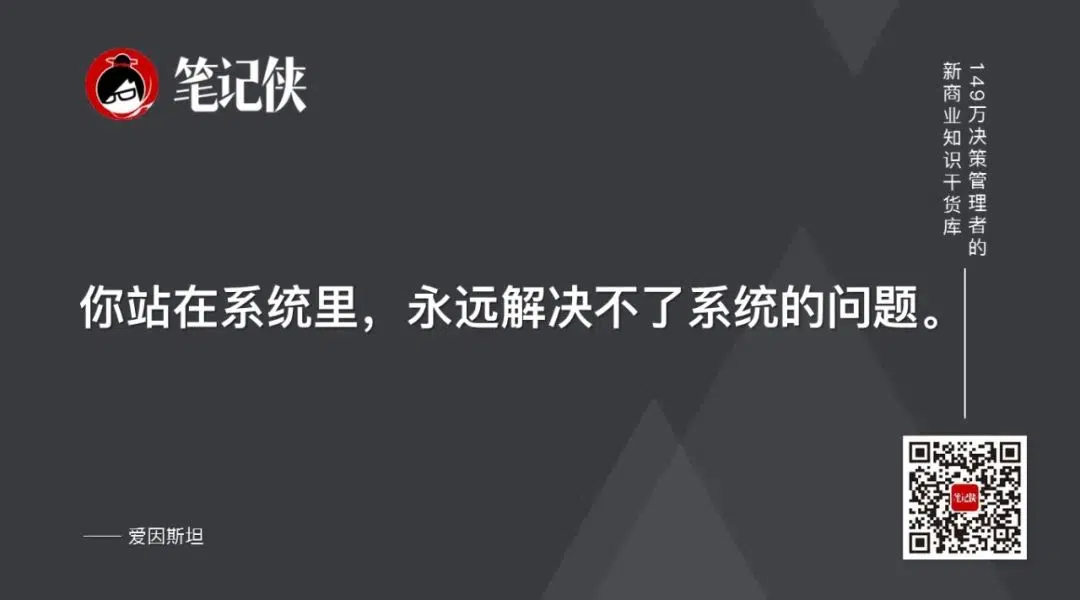 笔记侠
149万决策管理者的
新商业知识干货库
你站在系统里，永远解决不了系统的问题。
—— 爱因斯坦
笔记侠